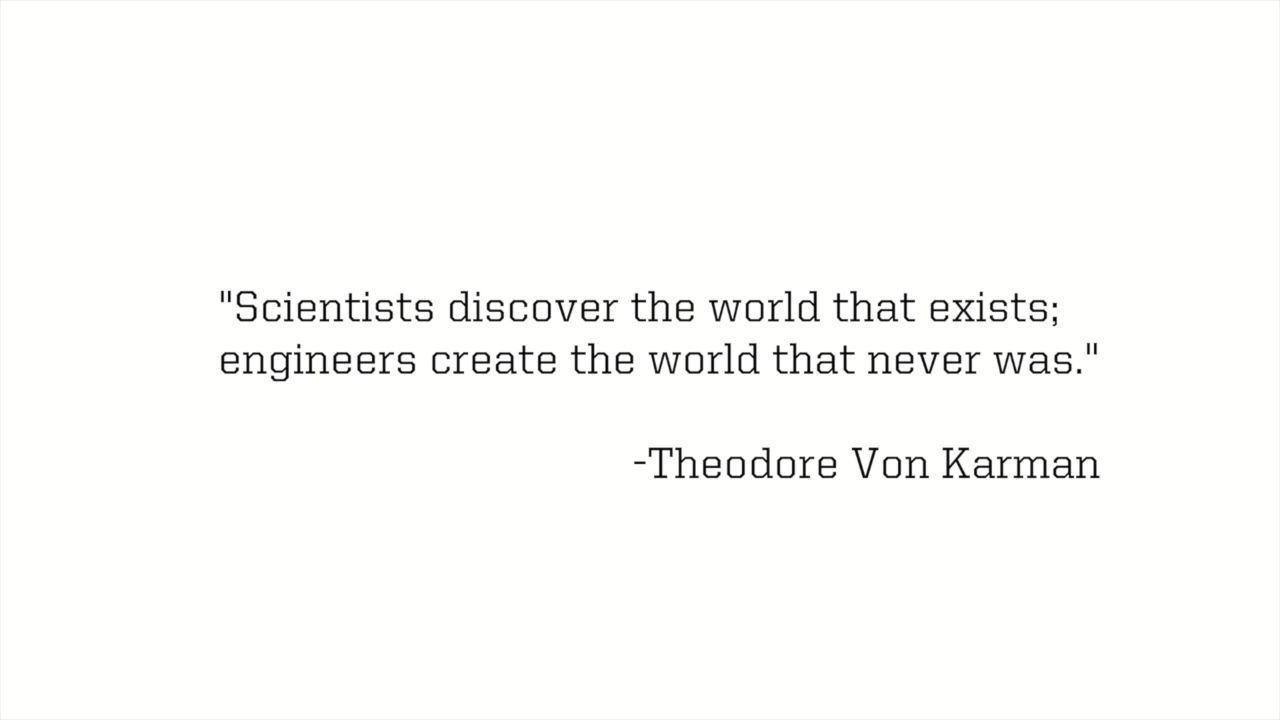 "Scientists discover the world that exists;
engineers create the world that never was."
-Theodore Von Karman